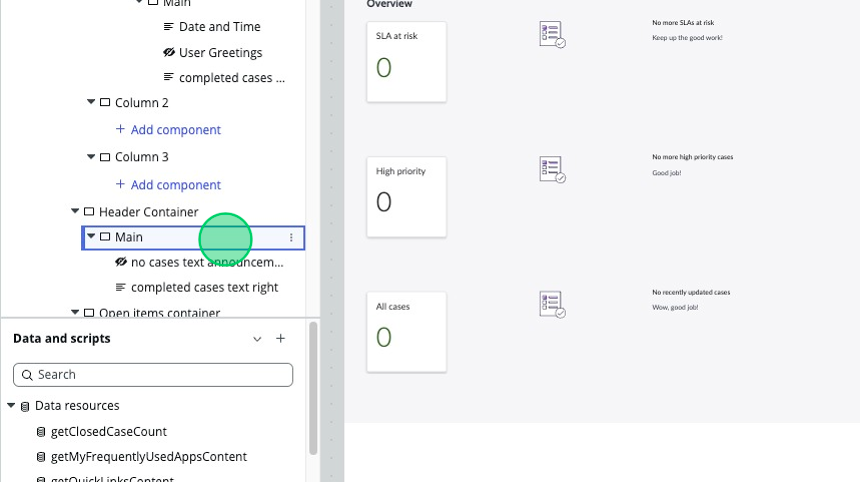 Main
Date and Time
User Greetings
completed cases ...
Column 2
+ Add component
Column 3
+ Add component
Header Container
Main
no cases text announcem...
completed cases text right
Open items container
Data and scripts
Search
Data resources
getClosedCaseCount
getMyFrequentlyUsedAppsContent
getQuickLinksContent
Overview
SLA at risk
0
No more SLAs at risk
Keep up the good work!
High priority
0
No more high priority cases
Good job!
All cases
0
No recently updated cases
Wow, good job!